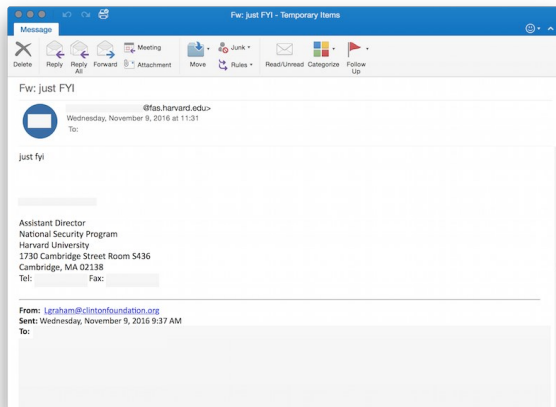 Fw: just FYI - Temporary Items
Message
Delete
Reply
Reply All
Forward
Meeting
Attachment
Move
Junk
Rules
Read/Unread
Categorize
Follow Up
Fw: just FYI
@fas.harvard.edu>
Wednesday, November 9, 2016 at 11:31
To:
just fyi
Assistant Director
National Security Program
Harvard University
1730 Cambridge Street Room S436
Cambridge, MA 02138
Tel: Fax:
From: Lgraham@clintonfoundation.org
Sent: Wednesday, November 9, 2016 9:37 AM
To: